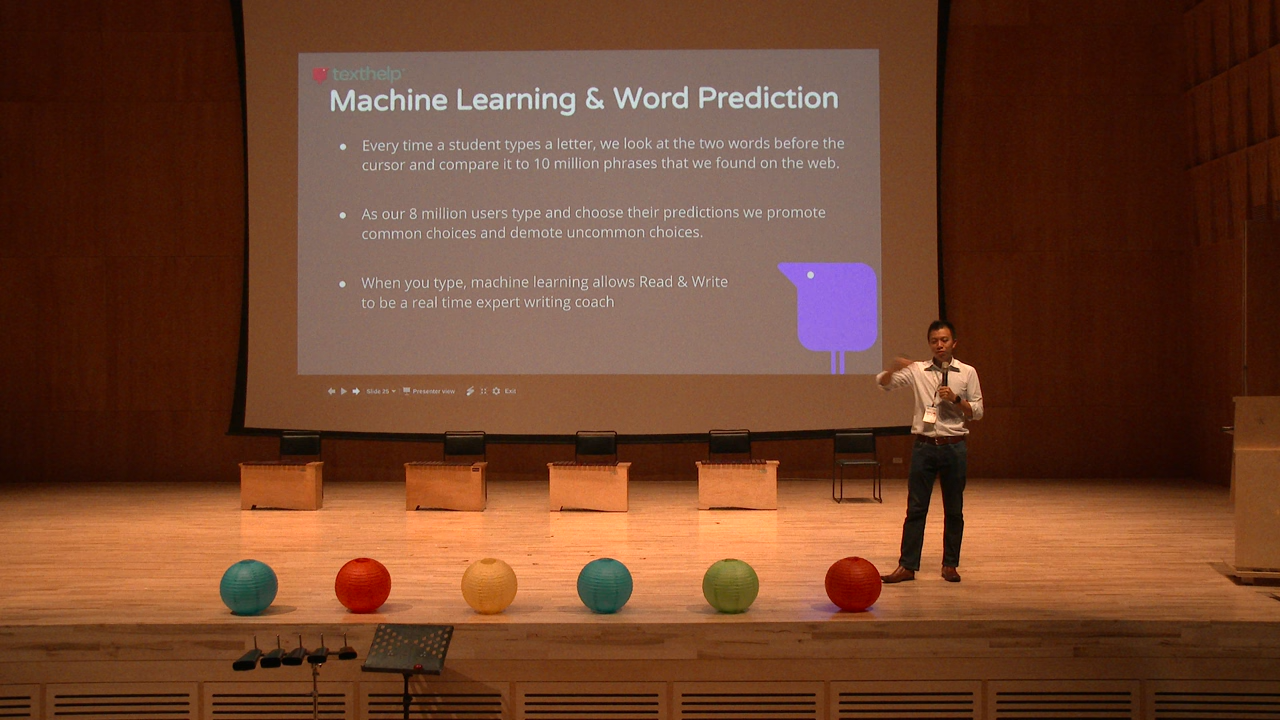 texthelp
Machine Learning & Word Prediction
• Every time a student types a letter, we look at the two words before the
cursor and compare it to 10 million phrases that we found on the web.
• As our 8 million users type and choose their predictions we promote
common choices and demote uncommon choices.
• When you type, machine learning allows Read & Write
to be a real time expert writing coach
Slide 25 Presenter view Exit